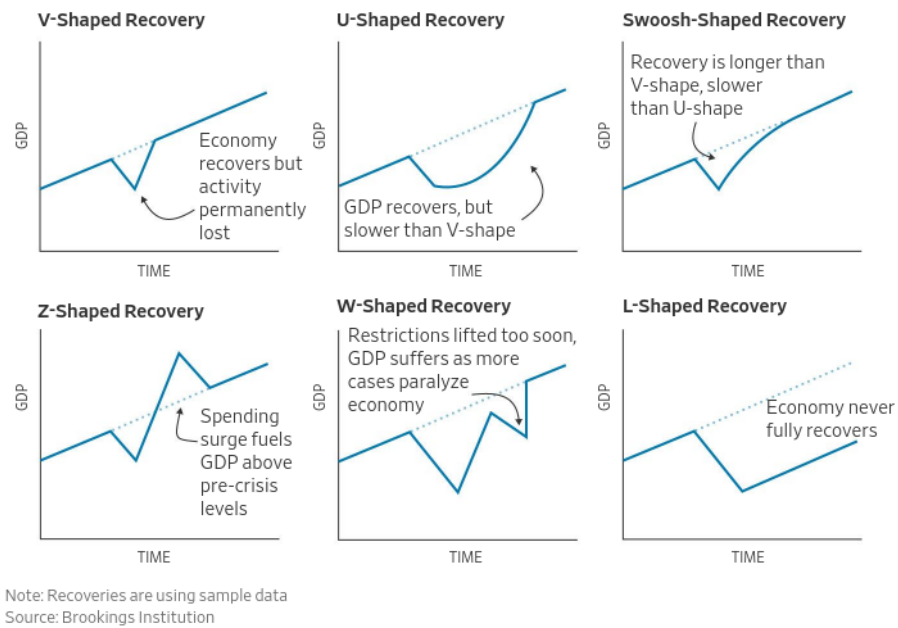 V-Shaped Recovery
GDP
Economy
recovers but
activity
permanently
lost
TIME
U-Shaped Recovery
GDP
GDP recovers, but
slower than V-shape
TIME
Swoosh-Shaped Recovery
GDP
Recovery is longer than
V-shape, slower
than U-shape
TIME
Z-Shaped Recovery
GDP
Spending
surge fuels
GDP above
pre-crisis
levels
TIME
W-Shaped Recovery
GDP
Restrictions lifted too soon,
GDP suffers as more
cases paralyze
economy
TIME
L-Shaped Recovery
GDP
Economy never
fully recovers
TIME
Note: Recoveries are using sample data
Source: Brookings Institution